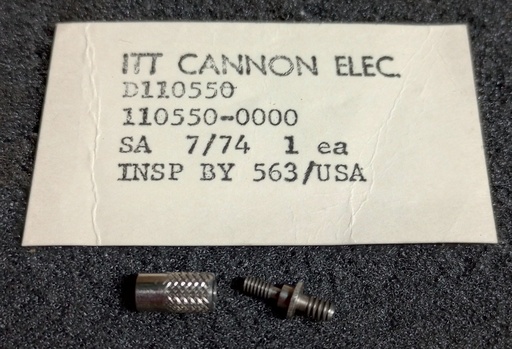 ITT CANNON ELEC.
D110550
110550-0000
SA 7/74 1 ea
INSP BY 563/USA